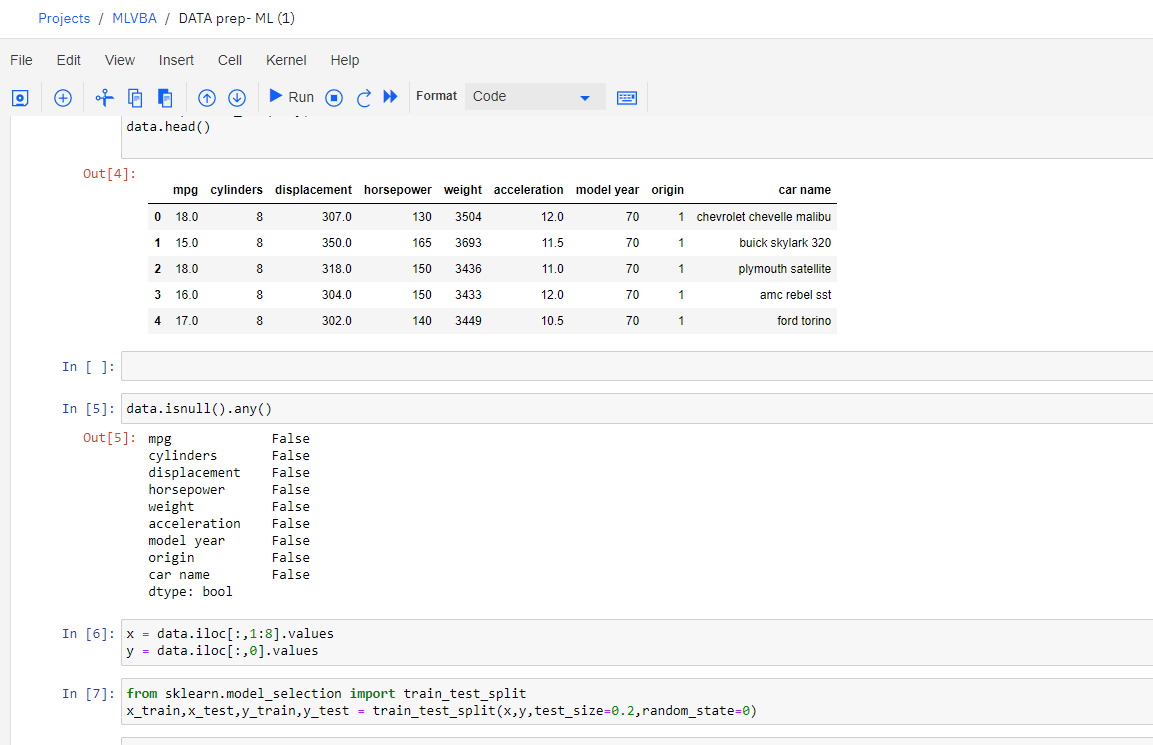 Projects / MLVBA / DATA prep- ML (1)
File Edit View Insert Cell Kernel Help
Run Format Code
data.head()
Out[4]:
mpg cylinders displacement horsepower weight acceleration model year origin car name
0 18.0 8 307.0 130 3504 12.0 70 1 chevrolet chevelle malibu
1 15.0 8 350.0 165 3693 11.5 70 1 buick skylark 320
2 18.0 8 318.0 150 3436 11.0 70 1 plymouth satellite
3 16.0 8 304.0 150 3433 12.0 70 1 amc rebel sst
4 17.0 8 302.0 140 3449 10.5 70 1 ford torino
In [ ]:
In [5]: data.isnull().any()
Out[5]: mpg False
cylinders False
displacement False
horsepower False
weight False
acceleration False
model year False
origin False
car name False
dtype: bool
In [6]: x = data.iloc[:,1:8].values
y = data.iloc[:,0].values
In [7]: from sklearn.model_selection import train_test_split
x_train,x_test,y_train,y_test = train_test_split(x,y,test_size=0.2,random_state=0)